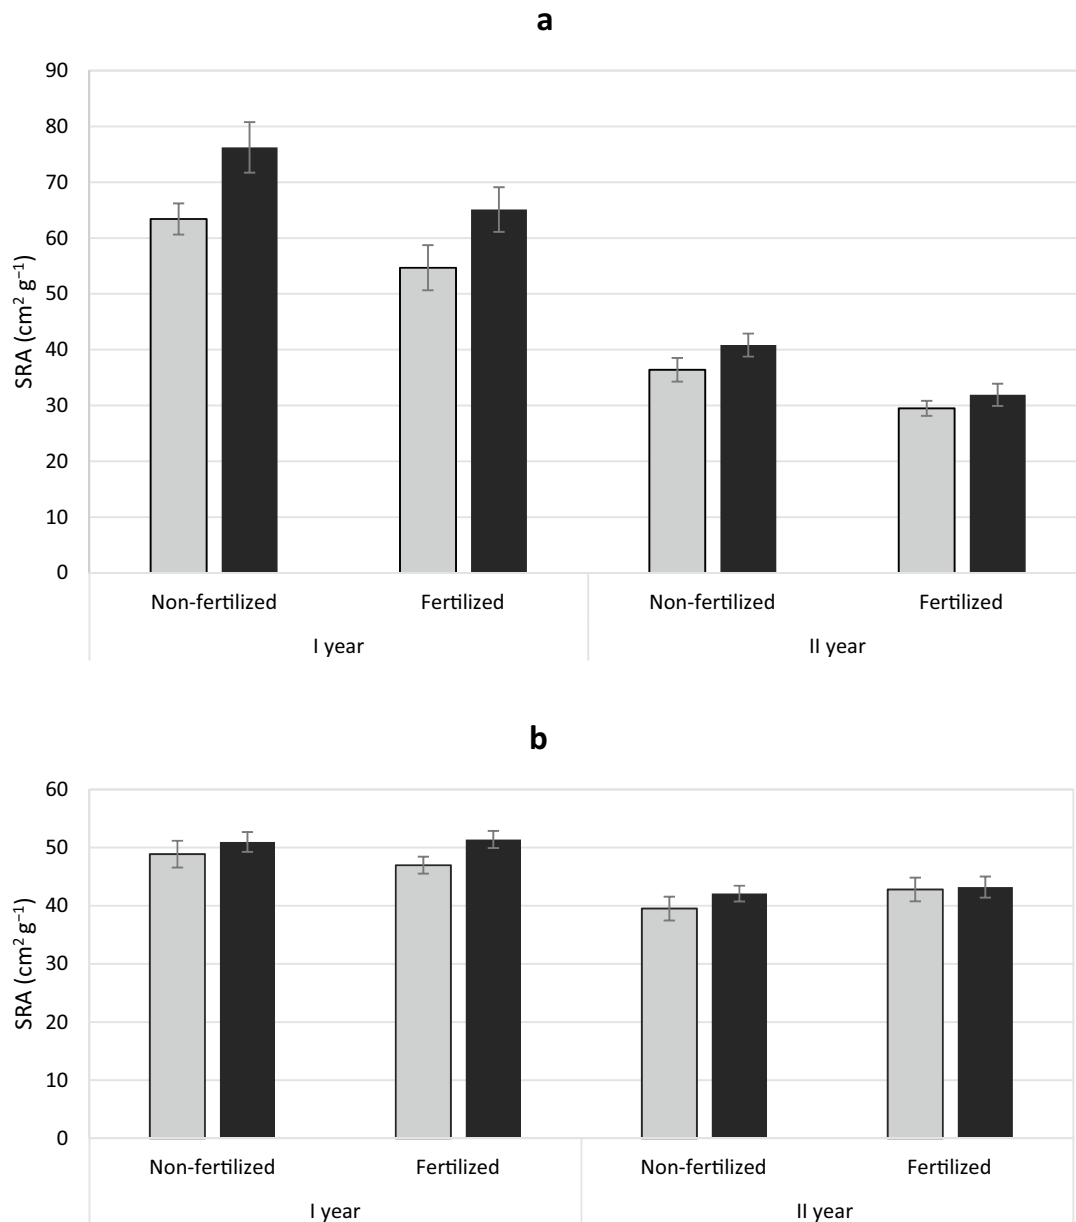 a
90
80
70
60
50
40
30
20
10
0
SRA (cm² g⁻¹)
Non-fertilized Fertilized Non-fertilized Fertilized
I year II year
b
60
50
40
30
20
10
0
SRA (cm² g⁻¹)
Non-fertilized Fertilized Non-fertilized Fertilized
I year II year